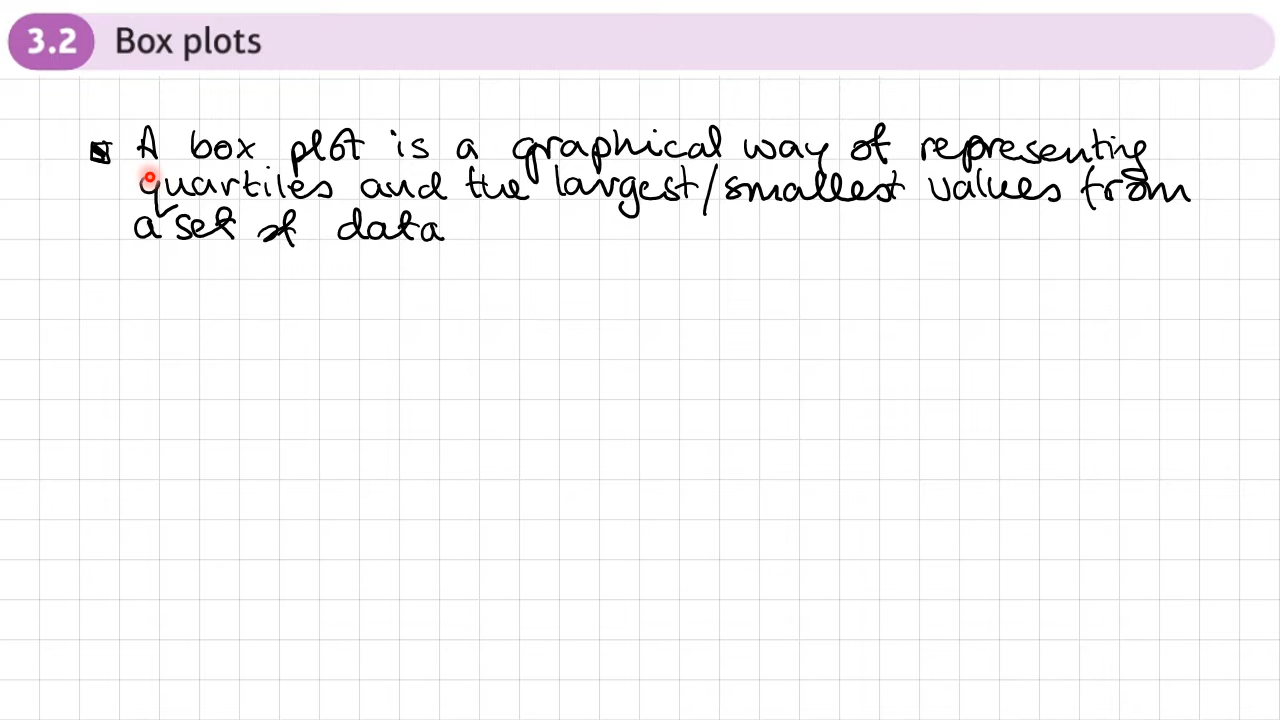 3.2 Box plots
A box plot is a graphical way of representing
quartiles and the largest/smallest values from
a set of data